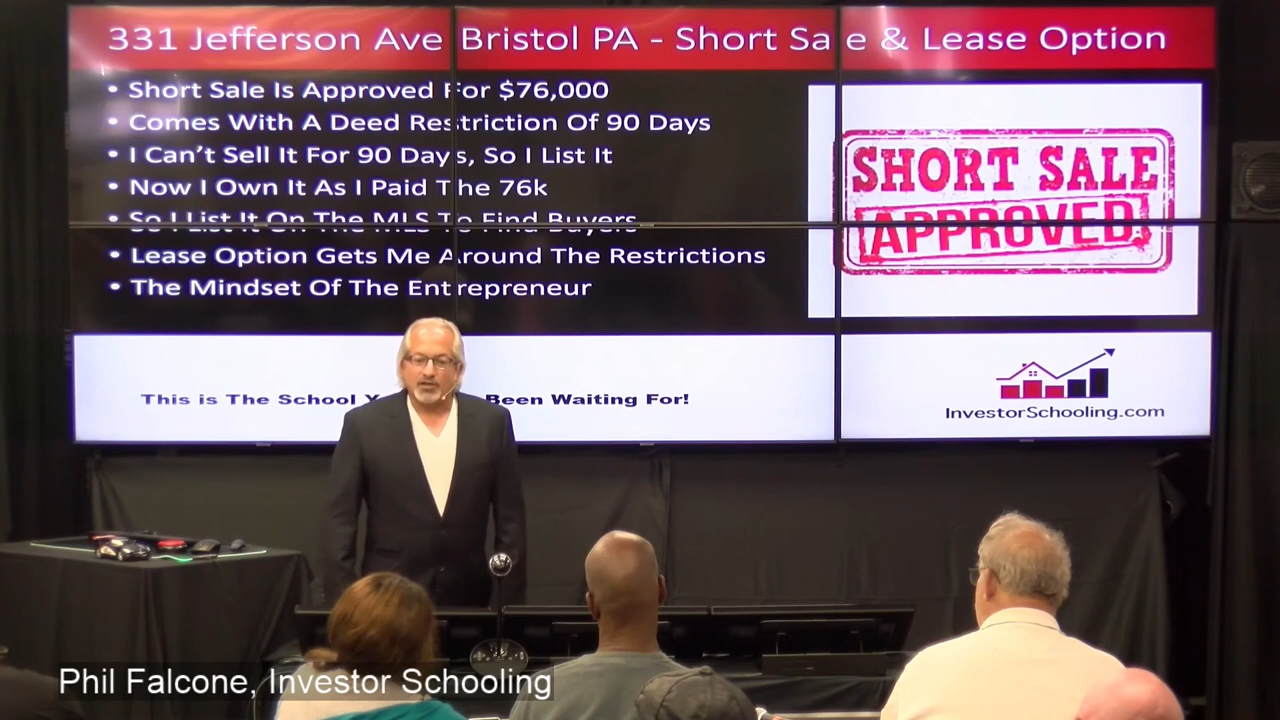 331 Jefferson Ave Bristol PA - Short Sale & Lease Option
• Short Sale Is Approved For $76,000
• Comes With A Deed Restriction Of 90 Days
• I Can't Sell It For 90 Days, So I List It
• Now I Own It As I Paid The 76k
• So I List It On The MLS To Find Buyers
• Lease Option Gets Me Around The Restrictions
• The Mindset Of The Entrepreneur
SHORT SALE
APPROVED
This is The School Been Waiting For!
InvestorSchooling.com
Phil Falcone, Investor Schooling